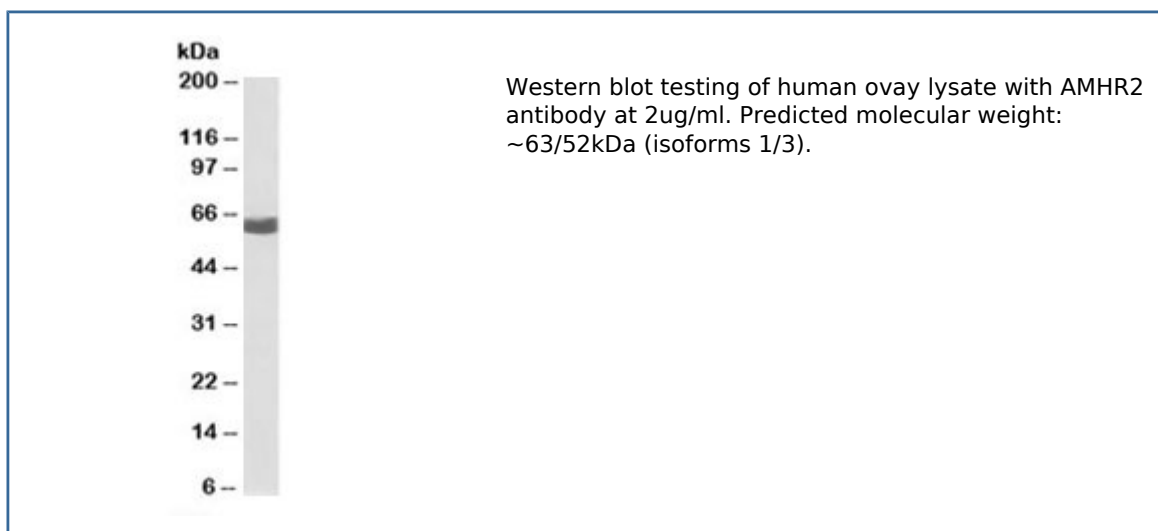 kDa
200 --
116 --
97 --
66 --
44 --
31 --
22 --
14 --
6 --
Western blot testing of human ovay lysate with AMHR2
antibody at 2ug/ml. Predicted molecular weight:
~63/52kDa (isoforms 1/3).